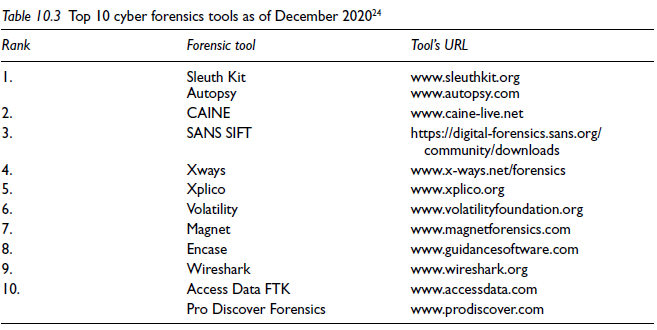 Table 10.3 Top 10 cyber forensics tools as of December 2020²⁴
Rank Forensic tool Tool's URL
1. Sleuth Kit www.sleuthkit.org
Autopsy www.autopsy.com
2. CAINE www.caine-live.net
3. SANS SIFT https://digital-forensics.sans.org/
community/downloads
4. Xways www.x-ways.net/forensics
5. Xplico www.xplico.org
6. Volatility www.volatilityfoundation.org
7. Magnet www.magnetforensics.com
8. Encase www.guidancesoftware.com
9. Wireshark www.wireshark.org
10. Access Data FTK www.accessdata.com
Pro Discover Forensics www.prodiscover.com